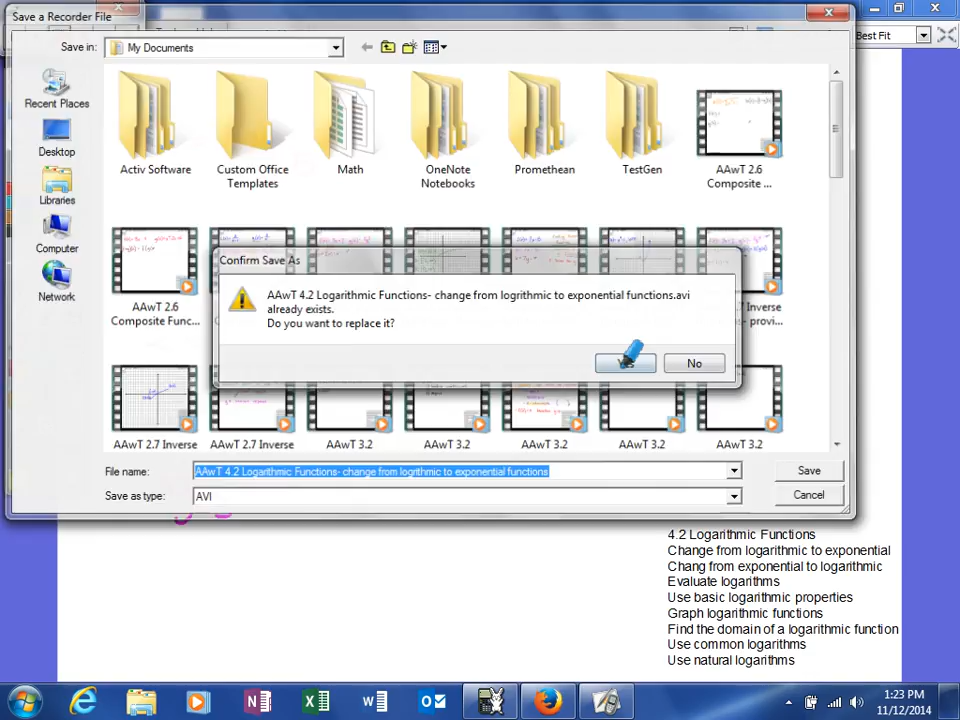 Save a Recorder File
Best Fit
Save in:
My Documents
Recent Places
Desktop
Libraries
Computer
Network
Activ Software
Custom Office
Templates
Math
OneNote
Notebooks
Promethean
TestGen
AAwT 2.6
Composite ...
AAwT 2.6
Composite Func...
7 Inverse
- provi...
Confirm Save As
AAwT 4.2 Logarithmic Functions- change from logrithmic to exponential functions.avi
already exists.
Do you want to replace it?
No
AAwT 2.7 Inverse
AAwT 2.7 Inverse
AAwT 3.2
AAwT 3.2
AAwT 3.2
AAwT 3.2
AAwT 3.2
File name:
AAwT 4.2 Logarithmic Functions- change from logrithmic to exponential functions
Save
Save as type:
AVI
Cancel
4.2 Logarithmic Functions
Change from logarithmic to exponential
Chang from exponential to logarithmic
Evaluate logarithms
Use basic logarithmic properties
Graph logarithmic functions
Find the domain of a logarithmic function
Use common logarithms
Use natural logarithms
1:23 PM
11/12/2014